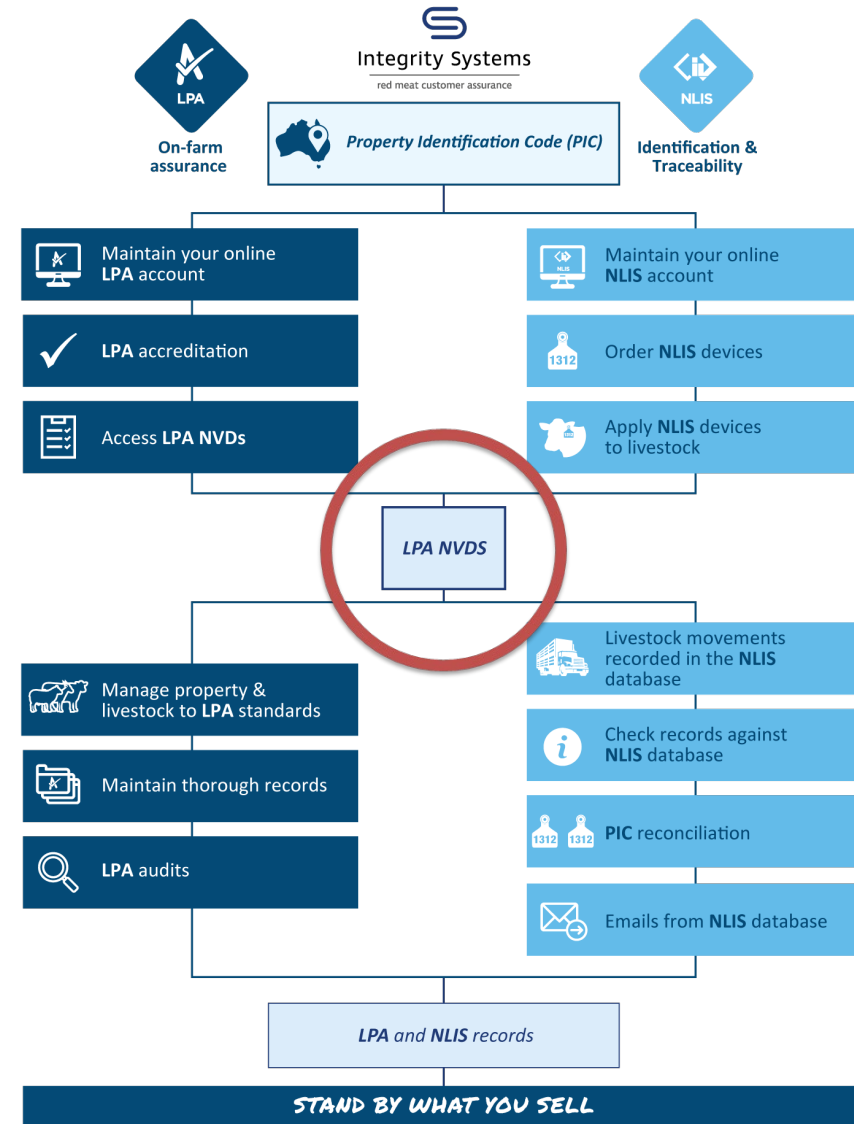 Integrity Systems
red meat customer assurance
LPA
NLIS
On-farm
assurance
Property Identification Code (PIC)
Identification &
Traceability
Maintain your online
LPA account
LPA accreditation
Access LPA NVDs
NLIS
Maintain your online
NLIS account
1312
Order NLIS devices
Apply NLIS devices
to livestock
LPA NVDS
Manage property &
livestock to LPA standards
Maintain thorough records
LPA audits
Livestock movements
recorded in the NLIS
database
Check records against
NLIS database
1312 1312
PIC reconciliation
Emails from NLIS database
LPA and NLIS records
STAND BY WHAT YOU SELL